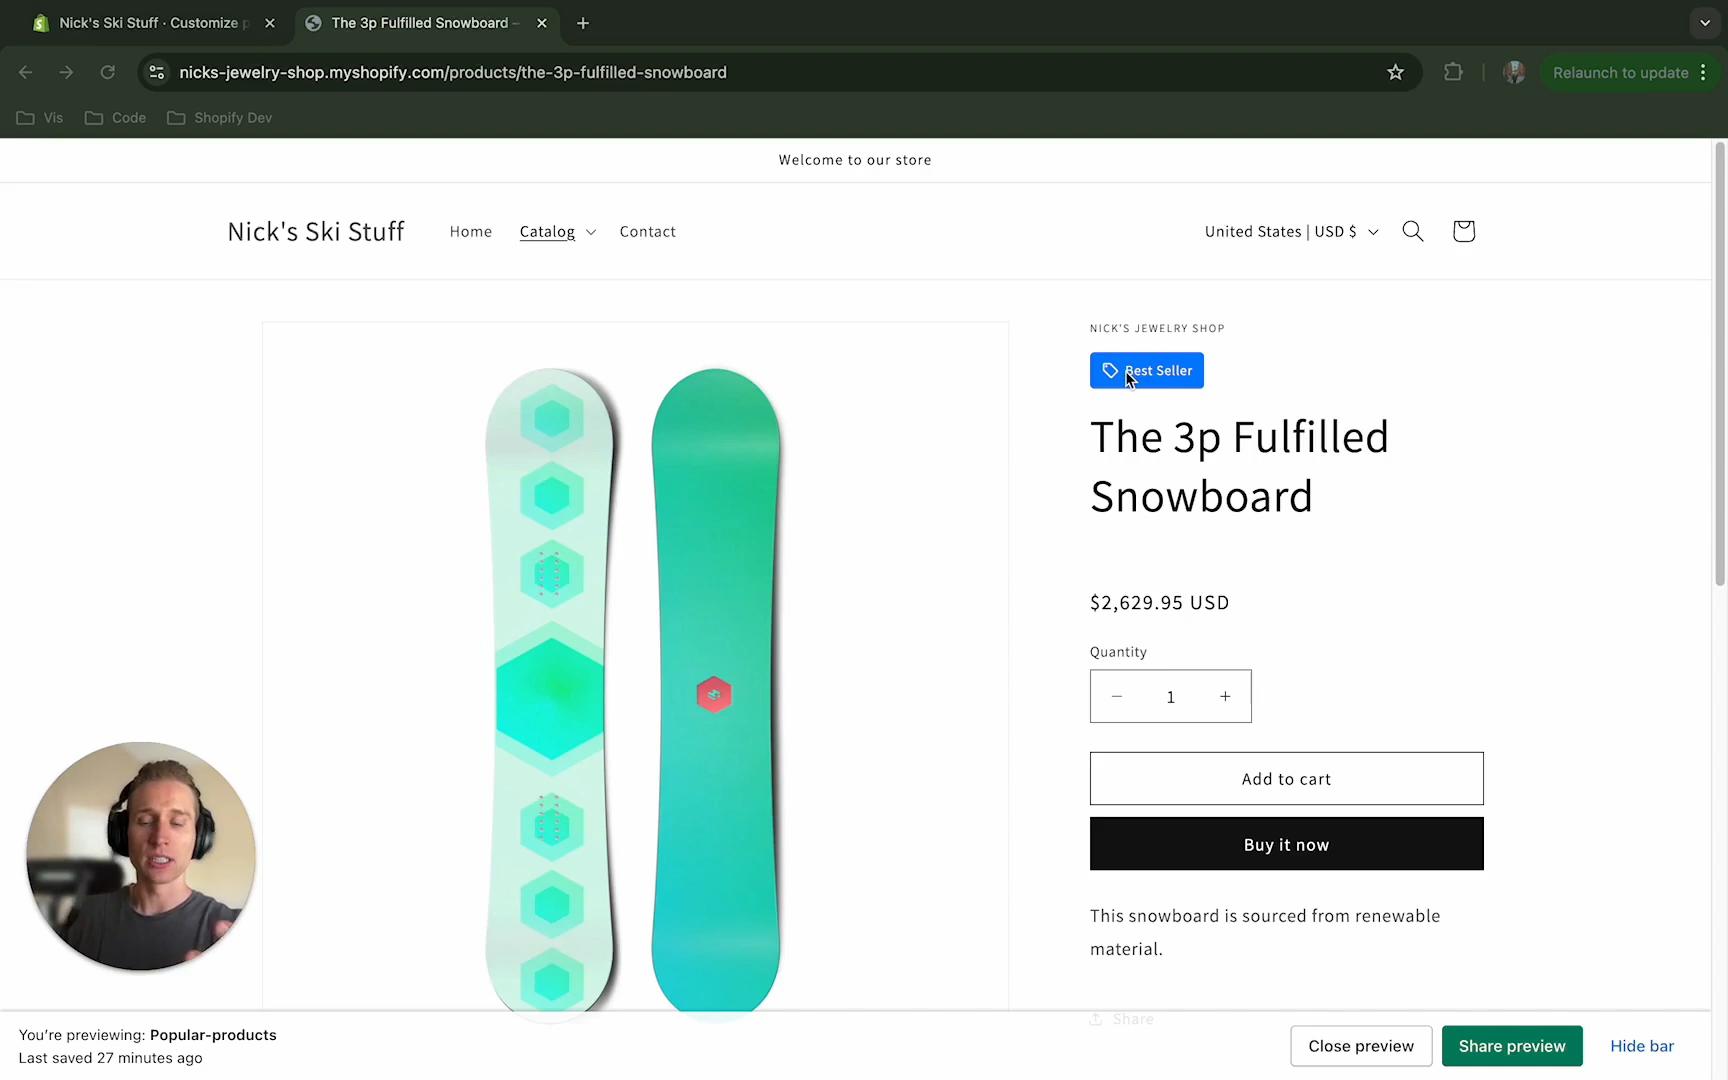 Nick's Ski Stuff · Customize p
The 3p Fulfilled Snowboard –
nicks-jewelry-shop.myshopify.com/products/the-3p-fulfilled-snowboard
Relaunch to update
Vis
Code
Shopify Dev
Welcome to our store
Nick's Ski Stuff
Home
Catalog
Contact
United States | USD $
NICK'S JEWELRY SHOP
Best Seller
The 3p Fulfilled
Snowboard
$2,629.95 USD
Quantity
− 1 +
Add to cart
Buy it now
This snowboard is sourced from renewable
material.
Share
You're previewing: Popular-products
Last saved 27 minutes ago
Close preview
Share preview
Hide bar